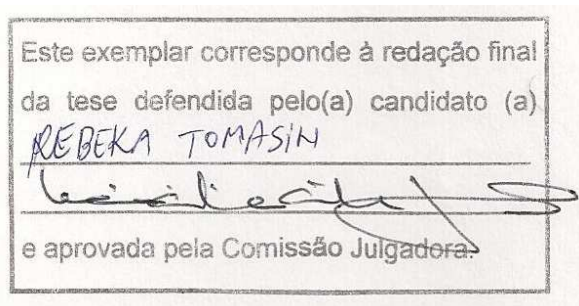 Este exemplar corresponde à redação final
da tese defendida pelo(a) candidato (a)
REBEKA TOMASIN
e aprovada pela Comissão Julgadora.